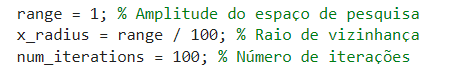 range = 1; % Amplitude do espaço de pesquisa
x_radius = range / 100; % Raio de vizinhança
num_iterations = 100; % Número de iterações